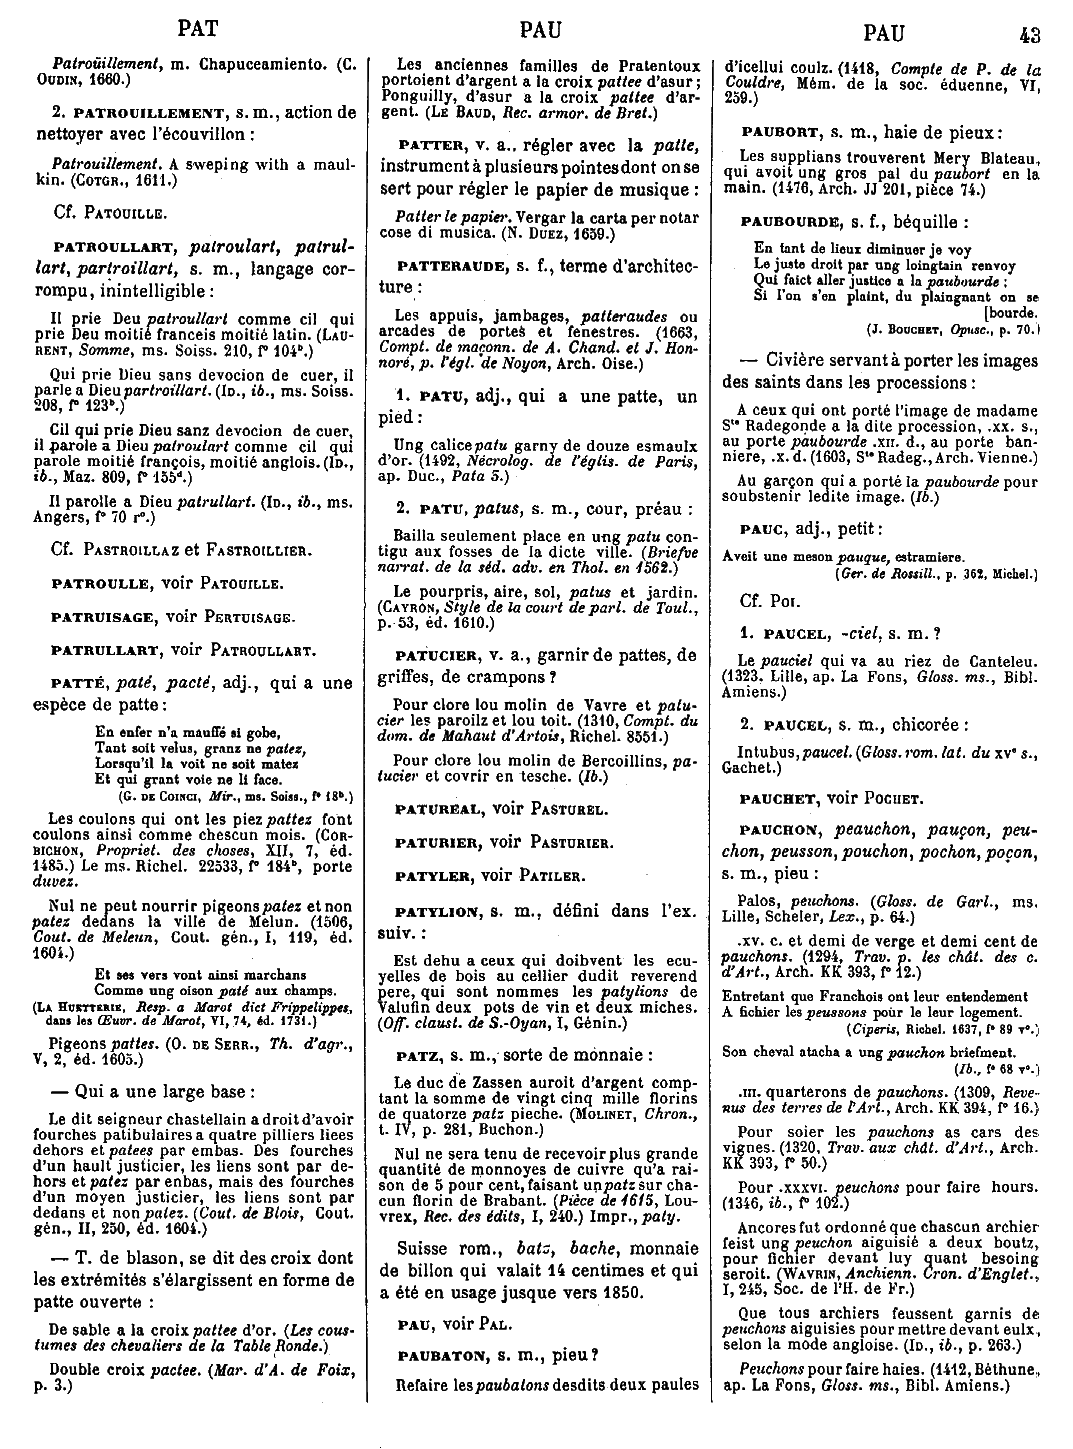 PAT
PAU
PAU
43
Patroüillement, m. Chapuceamiento. (C.
OUDIN, 1660.)
2. PATROUILLEMENT, s. m., action de
nettoyer avec l'écouvillon :
Patrouillement. A sweping with a maul-
kin. (COTGR., 1611.)
Cf. PATOUILLE.
PATROULLART, patroulart, patrul-
lart, partroillart, s. m., langage cor-
rompu, inintelligible :
Il prie Deu patroullart comme cil qui
prie Deu moitié franceis moitié latin. (LAU-
RENT, Somme, ms. Soiss. 210, f° 104ᵇ.)
Qui prie Dieu sans devocion de cuer, il
parle a Dieu partroillart. (ID., ib., ms. Soiss.
208, f° 123ᵇ.)
Cil qui prie Dieu sanz devocion de cuer,
il parole a Dieu patroulart comme cil qui
parole moitié françois, moitié anglois. (ID.,
ib., Maz. 809, f° 155ᵈ.)
Il parolle a Dieu patrullart. (ID., ib., ms.
Angers, f° 70 r°.)
Cf. PASTROILLAZ et FASTROILLIER.
PATROULLE, voir PATOUILLE.
PATRUISAGE, voir PERTUISAGE.
PATRULLART, voir PATROULLART.
PATTÉ, paté, pacté, adj., qui a une
espèce de patte :
En enfer n'a mauffé si gobe,
Tant soit velus, granz ne patez,
Lorsqu'il la voit ne soit matez
Et qui grant voie ne li face.
(G. DE COINCI, Mir., ms. Soiss., f° 18ᵇ.)
Les coulons qui ont les piez pattez font
coulons ainsi comme chescun mois. (COR-
BICHON, Propriet. des choses, XII, 7, éd.
1485.) Le ms. Richel. 22533, f° 184ᵇ, porte
duvez.
Nul ne peut nourrir pigeons patez et non
patez dedans la ville de Melun. (1506,
Cout. de Meleun, Cout. gén., I, 119, éd.
1604.)
Et ses vers vont ainsi marchans
Comme ung oison paté aux champs.
(LA HUETTERIE, Resp. a Marot dict Frippelippes,
dans les Œuvr. de Marot, VI, 74, éd. 1731.)
Pigeons pattes. (O. DE SERR., Th. d'agr.,
V, 2, éd. 1605.)
— Qui a une large base :
Le dit seigneur chastellain a droit d'avoir
fourches patibulaires a quatre pilliers liees
dehors et patees par embas. Des fourches
d'un hault justicier, les liens sont par de-
hors et patez par enbas, mais des fourches
d'un moyen justicier, les liens sont par
dedans et non patez. (Cout. de Blois, Cout.
gén., II, 250, éd. 1604.)
— T. de blason, se dit des croix dont
les extrémités s'élargissent en forme de
patte ouverte :
De sable a la croix pattee d'or. (Les cous-
tumes des chevaliers de la Table Ronde.)
Double croix pactee. (Mar. d'A. de Foix,
p. 3.)
Les anciennes familles de Pratentoux
portoient d'argent a la croix pattee d'asur ;
Ponguilly, d'asur a la croix pattee d'ar-
gent. (LE BAUD, Rec. armor. de Bret.)
PATTER, v. a., régler avec la patte,
instrument à plusieurs pointes dont on se
sert pour régler le papier de musique :
Patter le papier. Vergar la carta per notar
cose di musica. (N. DUEZ, 1659.)
PATTERAUDE, s. f., terme d'architec-
ture :
Les appuis, jambages, patteraudes ou
arcades de portes et fenestres. (1663,
Compt. de maçonn. de A. Chand. et J. Hon-
noré, p. l'égl. de Noyon, Arch. Oise.)
1. PATU, adj., qui a une patte, un
pied :
Ung calice patu garny de douze esmaulx
d'or. (1492, Nécrolog. de l'églis. de Paris,
ap. Duc., Pata 5.)
2. PATU, patus, s. m., cour, préau :
Bailla seulement place en ung patu con-
tigu aux fosses de la dicte ville. (Briefve
narrat. de la séd. adv. en Thol. en 1562.)
Le pourpris, aire, sol, patus et jardin.
(CAYRON, Style de la court de parl. de Toul.,
p. 53, éd. 1610.)
PATUCIER, v. a., garnir de pattes, de
griffes, de crampons ?
Pour clore lou molin de Vavre et patu-
cier les paroilz et lou toit. (1310, Compt. du
dom. de Mahaut d'Artois, Richel. 8551.)
Pour clore lou molin de Bercoillins, pa-
tucier et covrir en tesche. (Ib.)
PATUREAL, voir PASTUREL.
PATURIER, voir PASTURIER.
PATYLER, voir PATILER.
PATYLION, s. m., défini dans l'ex.
suiv. :
Est dehu a ceux qui doibvent les ecu-
yelles de bois au cellier dudit reverend
pere, qui sont nommes les patylions de
Valufin deux pots de vin et deux miches.
(Off. claust. de S.-Oyan, I, Génin.)
PATZ, s. m., sorte de monnaie :
Le duc de Zassen auroit d'argent comp-
tant la somme de vingt cinq mille florins
de quatorze patz pieche. (MOLINET, Chron.,
t. IV, p. 281, Buchon.)
Nul ne sera tenu de recevoir plus grande
quantité de monnoyes de cuivre qu'a rai-
son de 5 pour cent, faisant un patz sur cha-
cun florin de Brabant. (Pièce de 1615, Lou-
vrex, Rec. des édits, I, 240.) Impr., paty.
Suisse rom., batz, bache, monnaie
de billon qui valait 14 centimes et qui
a été en usage jusque vers 1850.
PAU, voir PAL.
PAUBATON, s. m., pieu ?
Refaire les paubatons desdits deux paules
d'icellui coulz. (1418, Compte de P. de la
Couldre, Mém. de la soc. éduenne, VI,
259.)
PAUBORT, s. m., haie de pieux :
Les supplians trouverent Mery Blateau,
qui avoit ung gros pal du paubort en la
main. (1476, Arch. JJ 201, pièce 74.)
PAUBOURDE, s. f., béquille :
En tant de lieux diminuer je voy
Le juste droit par ung loingtain renvoy
Qui faict aller justice a la paubourde ;
Si l'on s'en plaint, du plaingnant on se
[bourde.
(J. BOUCHET, Opusc., p. 70.)
— Civière servant à porter les images
des saints dans les processions :
A ceux qui ont porté l'image de madame
Sᵗᵉ Radegonde a la dite procession, .xx. s.,
au porte paubourde .xII. d., au porte ban-
niere, .x. d. (1603, Sᵗᵉ Radeg., Arch. Vienne.)
Au garçon qui a porté la paubourde pour
soubstenir ledite image. (Ib.)
PAUC, adj., petit :
Aveit une meson pauque, estramiere.
(Ger. de Rossill., p. 362, Michel.)
Cf. POI.
1. PAUCEL, -ciel, s. m. ?
Le pauciel qui va au riez de Canteleu.
(1323. Lille, ap. La Fons, Gloss. ms., Bibl.
Amiens.)
2. PAUCEL, s. m., chicorée :
Intubus, paucel. (Gloss. rom. lat. du xvᵉ s.,
Gachet.)
PAUCHET, voir POCHET.
PAUCHON, peauchon, pauçon, peu-
chon, peusson, pouchon, pochon, poçon,
s. m., pieu :
Palos, peuchons. (Gloss. de Garl., ms.
Lille, Scheler, Lex., p. 64.)
.xv. c. et demi de verge et demi cent de
pauchons. (1294, Trav. p. les chât. des c.
d'Art., Arch. KK 393, f° 12.)
Entretant que Franchois ont leur entendement
A fichier les peussons pour le leur logement.
(Ciperis, Richel. 1637, f° 89 v°.)
Son cheval atacha a ung pauchon briefment.
(Ib., f° 68 v°.)
.III. quarterons de pauchons. (1309, Reve-
nus des terres de l'Art., Arch. KK 394, f° 16.)
Pour soier les pauchons as cars des
vignes. (1320, Trav. aux chât. d'Art., Arch.
KK 393, f° 50.)
Pour .xxxvI. peuchons pour faire hours.
(1346, ib., f° 102.)
Ancores fut ordonné que chascun archier
feist ung peuchon aiguisié a deux boutz,
pour fichier devant luy quant besoing
seroit. (WAVRIN, Anchienn. Cron. d'Englet.,
I, 245, Soc. de l'H. de Fr.)
Que tous archiers feussent garnis de
peuchons aiguisies pour mettre devant eulx,
selon la mode angloise. (ID., ib., p. 263.)
Peuchons pour faire haies. (1412, Béthune,
ap. La Fons, Gloss. ms., Bibl. Amiens.)